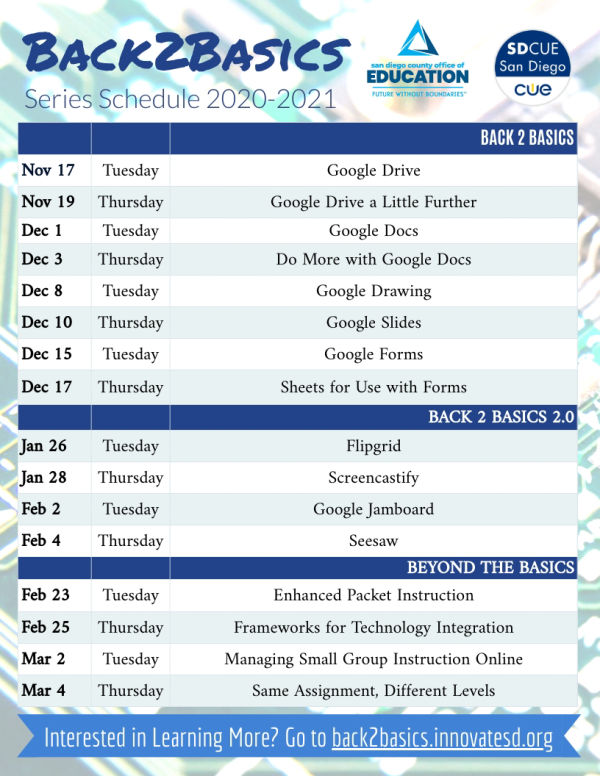 Back2Basics
Series Schedule 2020-2021
san diego county office of
EDUCATION
FUTURE WITHOUT BOUNDARIES™
SDCUE
San Diego
cue
BACK 2 BASICS
Nov 17 Tuesday Google Drive
Nov 19 Thursday Google Drive a Little Further
Dec 1 Tuesday Google Docs
Dec 3 Thursday Do More with Google Docs
Dec 8 Tuesday Google Drawing
Dec 10 Thursday Google Slides
Dec 15 Tuesday Google Forms
Dec 17 Thursday Sheets for Use with Forms
BACK 2 BASICS 2.0
Jan 26 Tuesday Flipgrid
Jan 28 Thursday Screencastify
Feb 2 Tuesday Google Jamboard
Feb 4 Thursday Seesaw
BEYOND THE BASICS
Feb 23 Tuesday Enhanced Packet Instruction
Feb 25 Thursday Frameworks for Technology Integration
Mar 2 Tuesday Managing Small Group Instruction Online
Mar 4 Thursday Same Assignment, Different Levels
Interested in Learning More? Go to back2basics.innovatesd.org